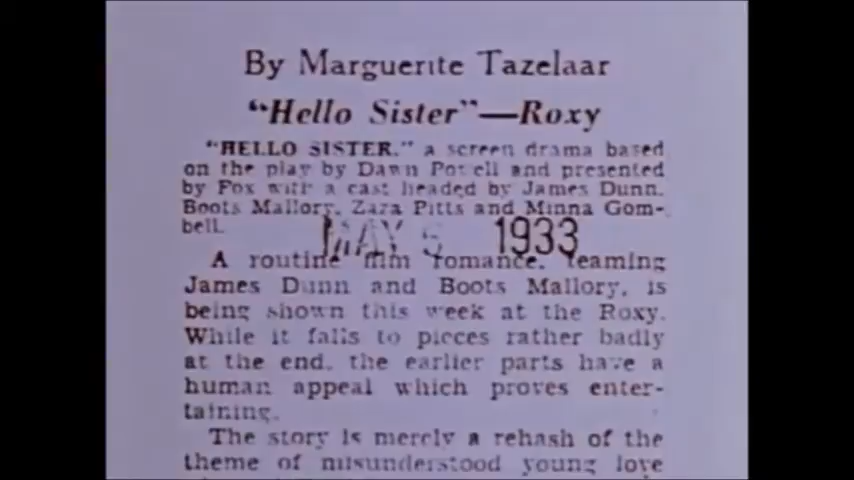 By Marguerite Tazelaar
"Hello Sister"—Roxy
"HELLO SISTER," a screen drama based
on the play by Dawn Powell and presented
by Fox with a cast headed by James Dunn,
Boots Mallory, Zaza Pitts and Minna Gom-
bell.
MAY 5 1933
A routine film romance, teaming
James Dunn and Boots Mallory, is
being shown this week at the Roxy.
While it falls to pieces rather badly
at the end, the earlier parts have a
human appeal which proves enter-
taining.
The story is merely a rehash of the
theme of misunderstood young love